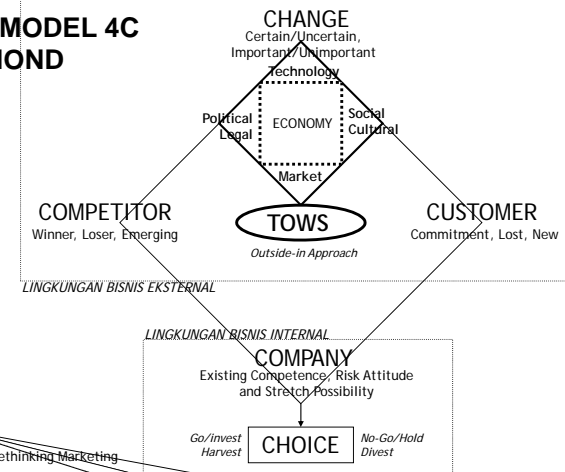 MODEL 4C
CHANGE
Certain/Uncertain,
Important/Unimportant
Technology
Political
Legal
ECONOMY
Social
Cultural
Market
COMPETITOR
Winner, Loser, Emerging
TOWS
Outside-in Approach
CUSTOMER
Commitment, Lost, New
LINGKUNGAN BISNIS EKSTERNAL
LINGKUNGAN BISNIS INTERNAL
COMPANY
Existing Competence, Risk Attitude
and Stretch Possibility
Go/invest
Harvest
CHOICE
No-Go/Hold
Divest
ethinking Marketing